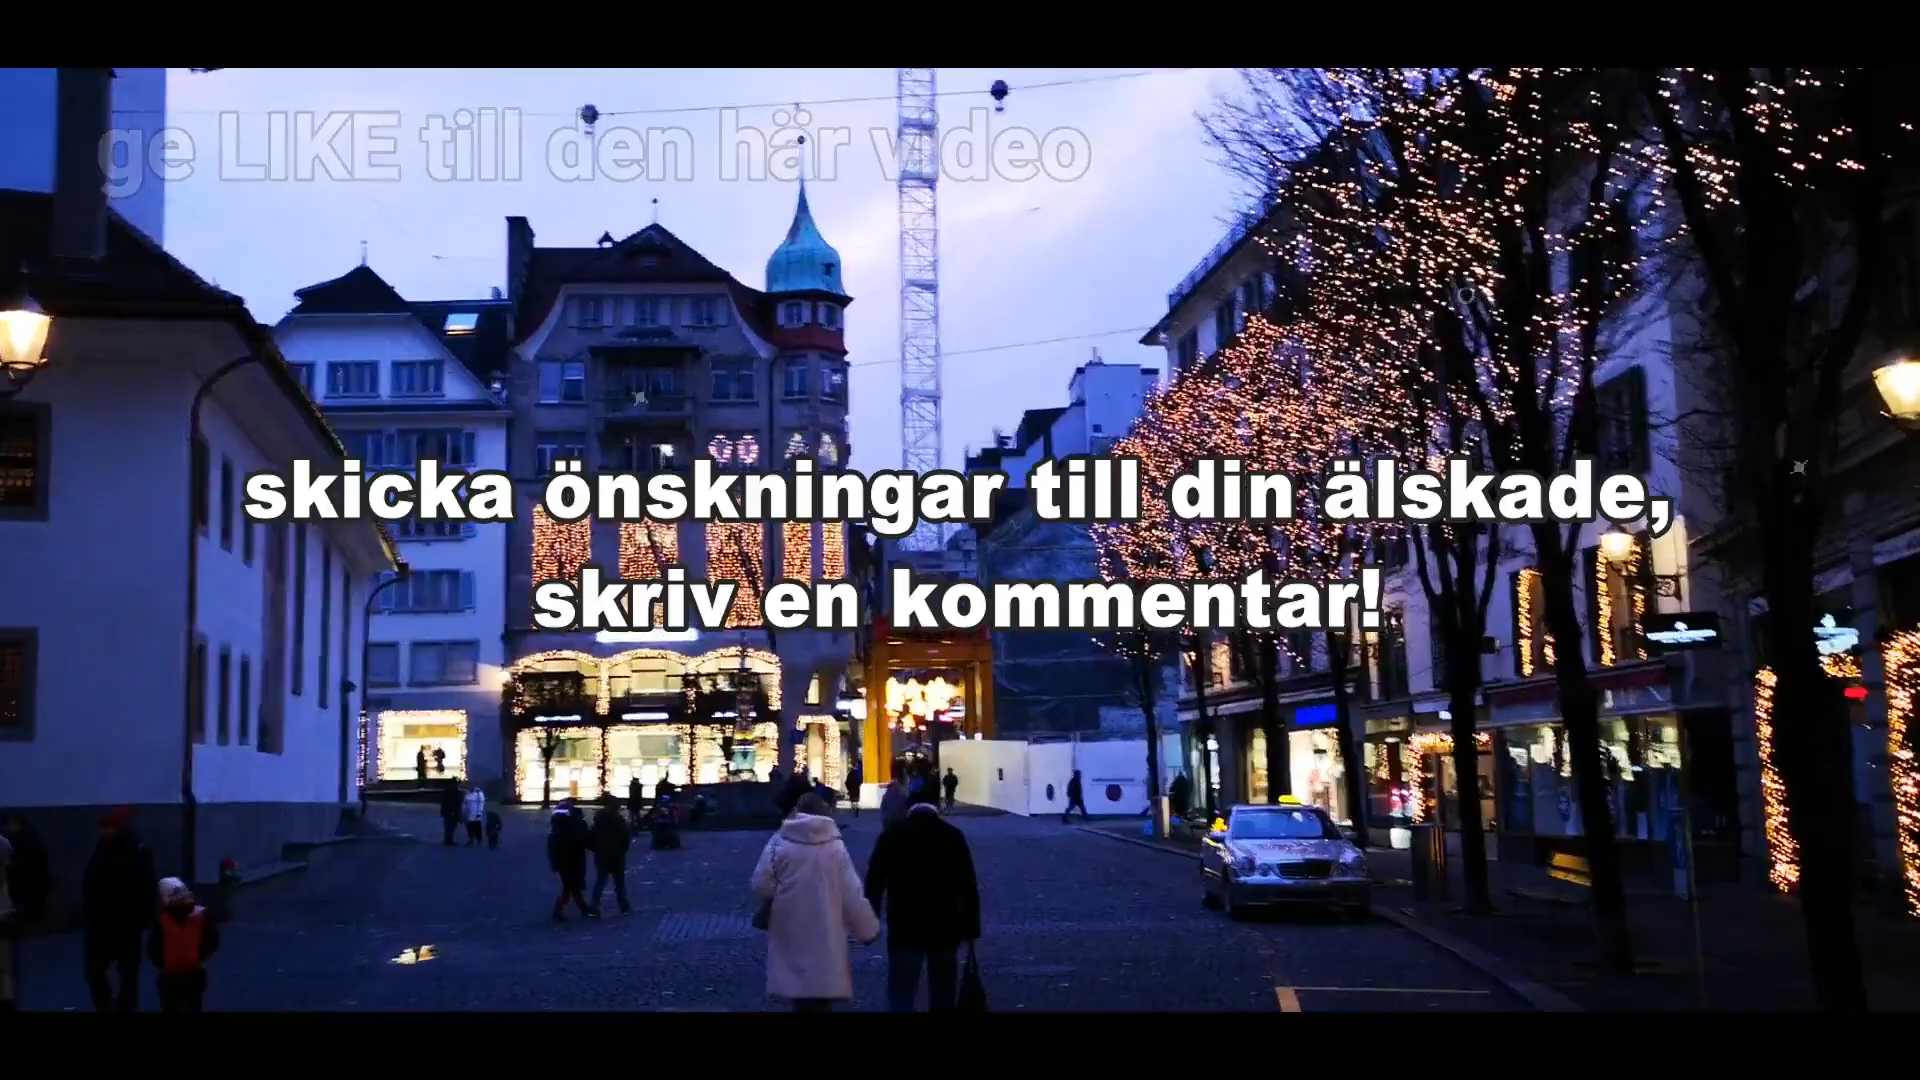 ge LIKE till den här video
skicka önskningar till din älskade,
skriv en kommentar!